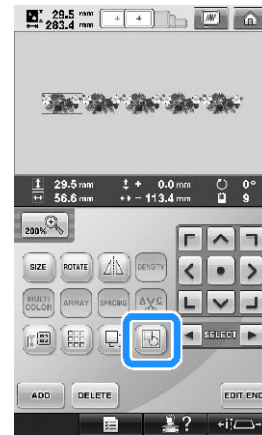 29.5 mm
283.4 mm
29.5 mm + 0.0 mm 0°
56.6 mm - 113.4 mm 9
200%
SIZE ROTATE DENSITY
MULTI COLOR ARRAY SPACING ABC
SELECT
ADD DELETE EDIT END
?